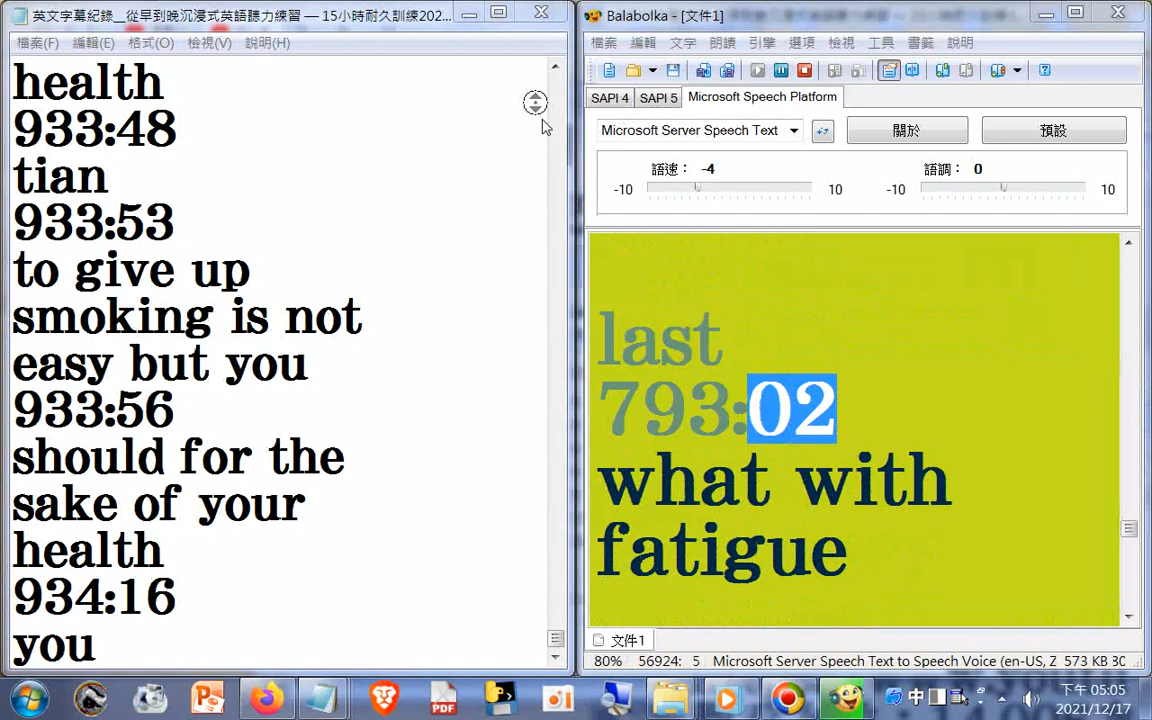 英文字幕紀錄__從早到晚沉浸式英語聽力練習 — 15小時耐久訓練202...
檔案(F) 編輯(E) 格式(O) 檢視(V) 說明(H)
health
933:48
tian
933:53
to give up
smoking is not
easy but you
933:56
should for the
sake of your
health
934:16
you
Balabolka - [文件1]
檔案 編輯 文字 朗讀 引擎 選項 檢視 工具 書籤 說明
SAPI 4 SAPI 5 Microsoft Speech Platform
Microsoft Server Speech Text 關於 預設
語速： -4 語調： 0
-10 10 -10 10
last
793:02
what with
fatigue
文件1
80% 56924: 5 Microsoft Server Speech Text to Speech Voice (en-US, Z 573 KB 30
PDF 中 下午 05:05
2021/12/17